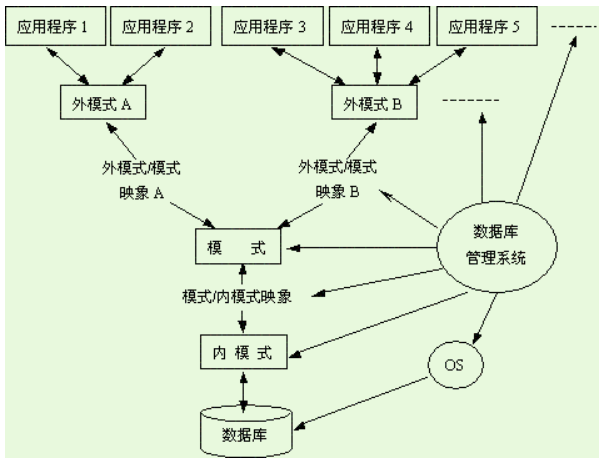 应用程序 1
应用程序 2
应用程序 3
应用程序 4
应用程序 5
外模式 A
外模式 B
外模式/模式
映象 A
外模式/模式
映象 B
数据库
管理系统
模 式
模式/内模式映象
内 模 式
OS
数据库